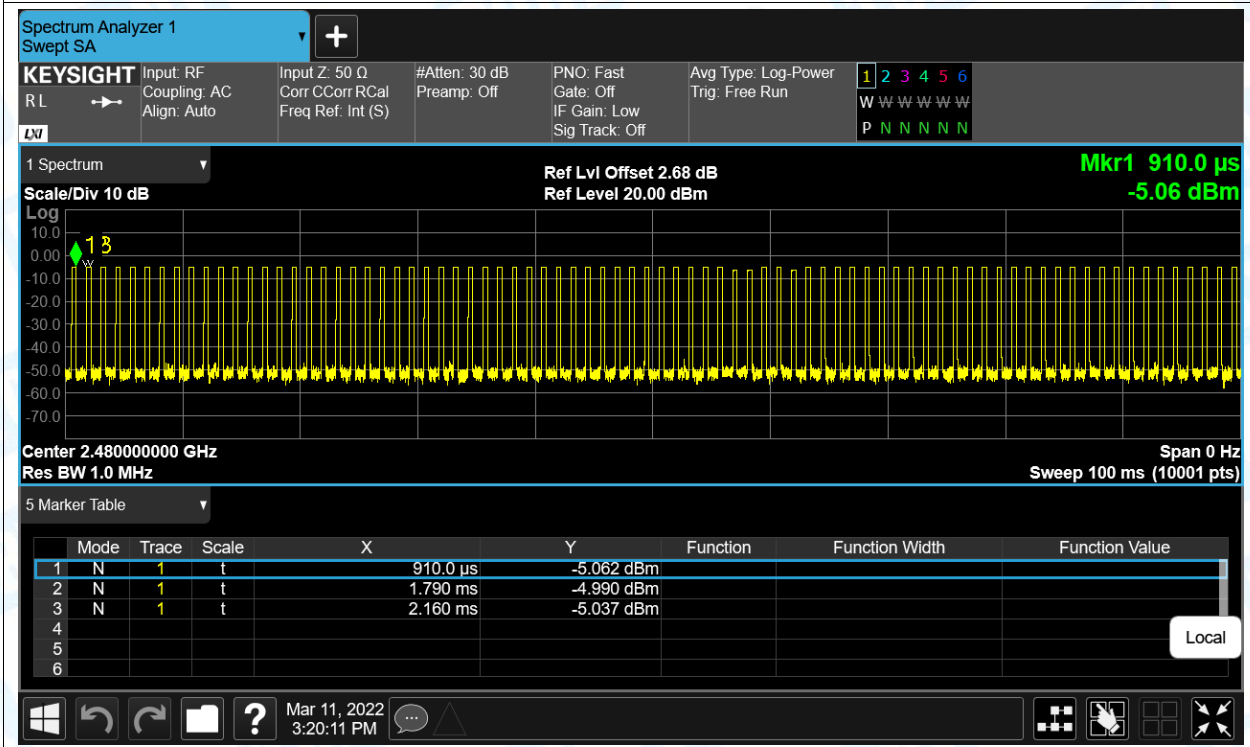 Spectrum Analyzer 1
Swept SA
KEYSIGHT
R L
LXI
Input: RF
Coupling: AC
Align: Auto
Input Z: 50 Ω
Corr CCorr RCal
Freq Ref: Int (S)
#Atten: 30 dB
Preamp: Off
PNO: Fast
Gate: Off
IF Gain: Low
Sig Track: Off
Avg Type: Log-Power
Trig: Free Run
1 2 3 4 5 6
W W W W W W
P N N N N N
1 Spectrum
Scale/Div 10 dB
Log
Ref Lvl Offset 2.68 dB
Ref Level 20.00 dBm
Mkr1 910.0 µs
-5.06 dBm
10.0
0.00
-10.0
-20.0
-30.0
-40.0
-50.0
-60.0
-70.0
1 3
Center 2.480000000 GHz
Res BW 1.0 MHz
Span 0 Hz
Sweep 100 ms (10001 pts)
5 Marker Table
Mode Trace Scale X Y Function Function Width Function Value
1 N 1 t 910.0 µs -5.062 dBm
2 N 1 t 1.790 ms -4.990 dBm
3 N 1 t 2.160 ms -5.037 dBm
4
5
6
Local
?
Mar 11, 2022
3:20:11 PM